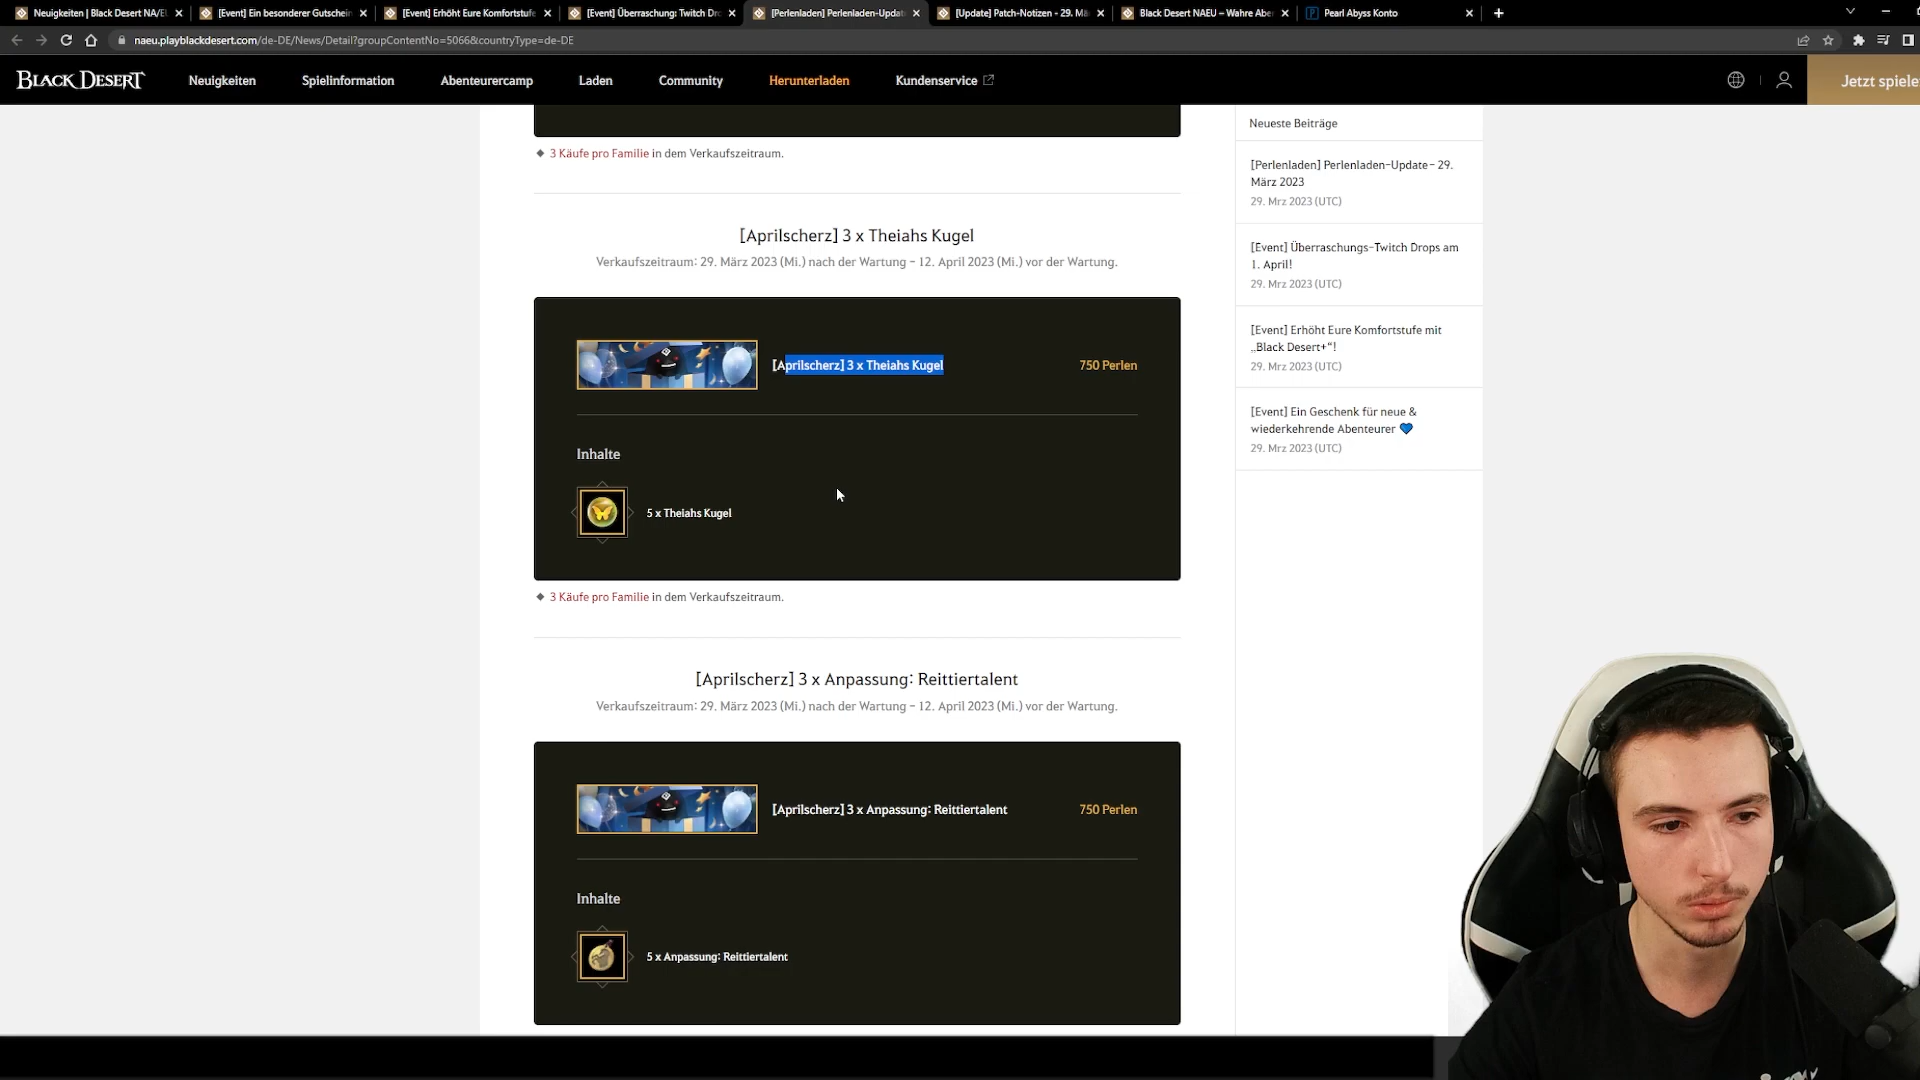 Neuigkeiten | Black Desert NA/E
[Event] Ein besonderer Gutschein
[Event] Erhöht Eure Komfortstufe
[Event] Überraschung: Twitch Dr
[Perlenladen] Perlenladen-Updat
[Update] Patch-Notizen - 29. Mä
Black Desert NAEU – Wahre Abe
Pearl Abyss Konto
naeu.playblackdesert.com/de-DE/News/Detail?groupContentNo=5066&countryType=de-DE
BLACK DESERT
Neuigkeiten
Spielinformation
Abenteurercamp
Laden
Community
Herunterladen
Kundenservice
Jetzt spiele
◆ 3 Käufe pro Familie in dem Verkaufszeitraum.
[Aprilscherz] 3 x Theiahs Kugel
Verkaufszeitraum: 29. März 2023 (Mi.) nach der Wartung – 12. April 2023 (Mi.) vor der Wartung.
[Aprilscherz] 3 x Theiahs Kugel
750 Perlen
Inhalte
5 x Theiahs Kugel
◆ 3 Käufe pro Familie in dem Verkaufszeitraum.
[Aprilscherz] 3 x Anpassung: Reittiertalent
Verkaufszeitraum: 29. März 2023 (Mi.) nach der Wartung – 12. April 2023 (Mi.) vor der Wartung.
[Aprilscherz] 3 x Anpassung: Reittiertalent
750 Perlen
Inhalte
5 x Anpassung: Reittiertalent
Neueste Beiträge
[Perlenladen] Perlenladen-Update – 29.
März 2023
29. Mrz 2023 (UTC)
[Event] Überraschungs-Twitch Drops am
1. April!
29. Mrz 2023 (UTC)
[Event] Erhöht Eure Komfortstufe mit
„Black Desert+“!
29. Mrz 2023 (UTC)
[Event] Ein Geschenk für neue &
wiederkehrende Abenteurer 💙
29. Mrz 2023 (UTC)